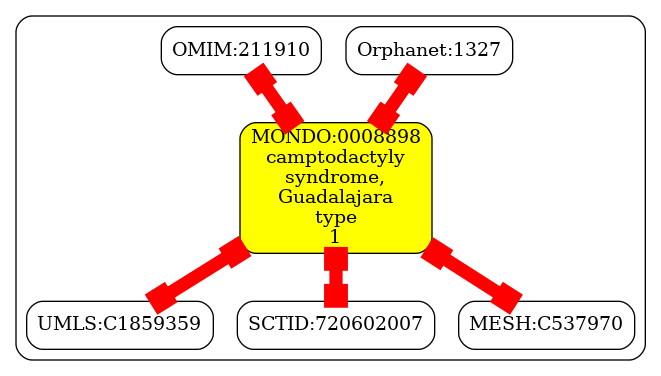 OMIM:211910
Orphanet:1327
MONDO:0008898
camptodactyly
syndrome,
Guadalajara
type
1
UMLS:C1859359
SCTID:720602007
MESH:C537970